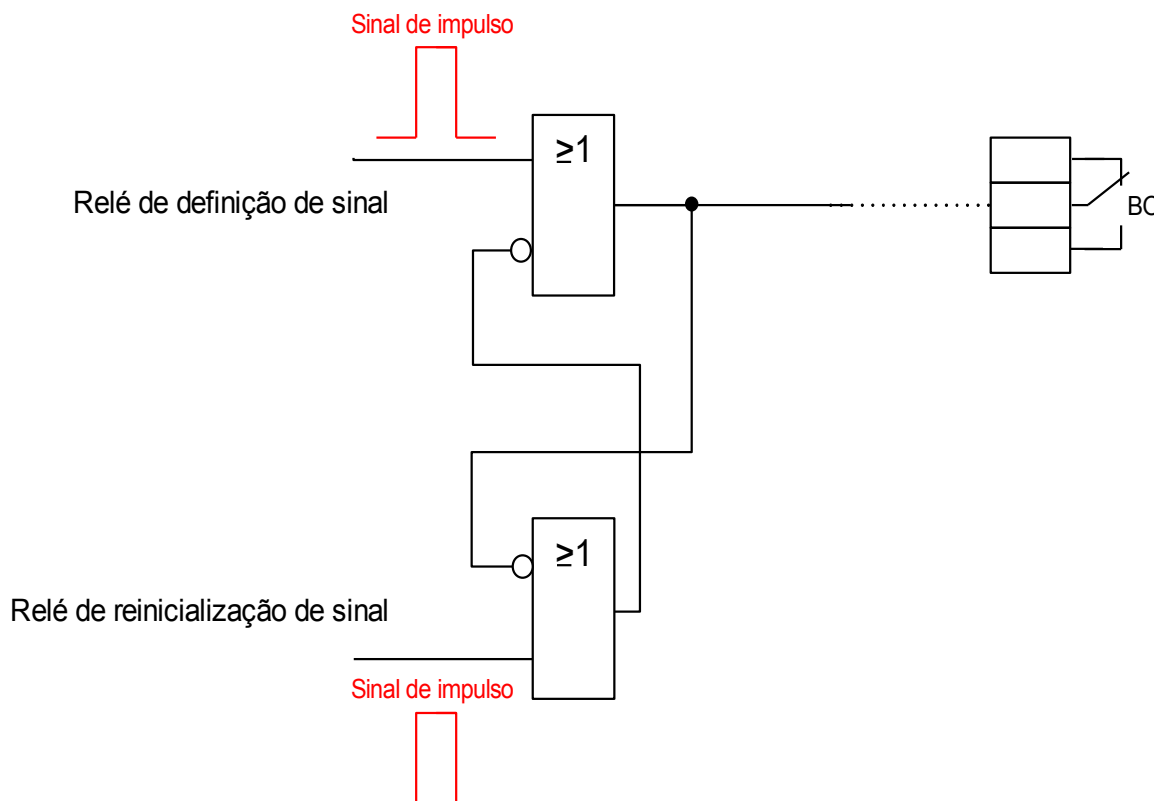 Sinal de impulso
≥1
Relé de definição de sinal
≥1
Relé de reinicialização de sinal
Sinal de impulso